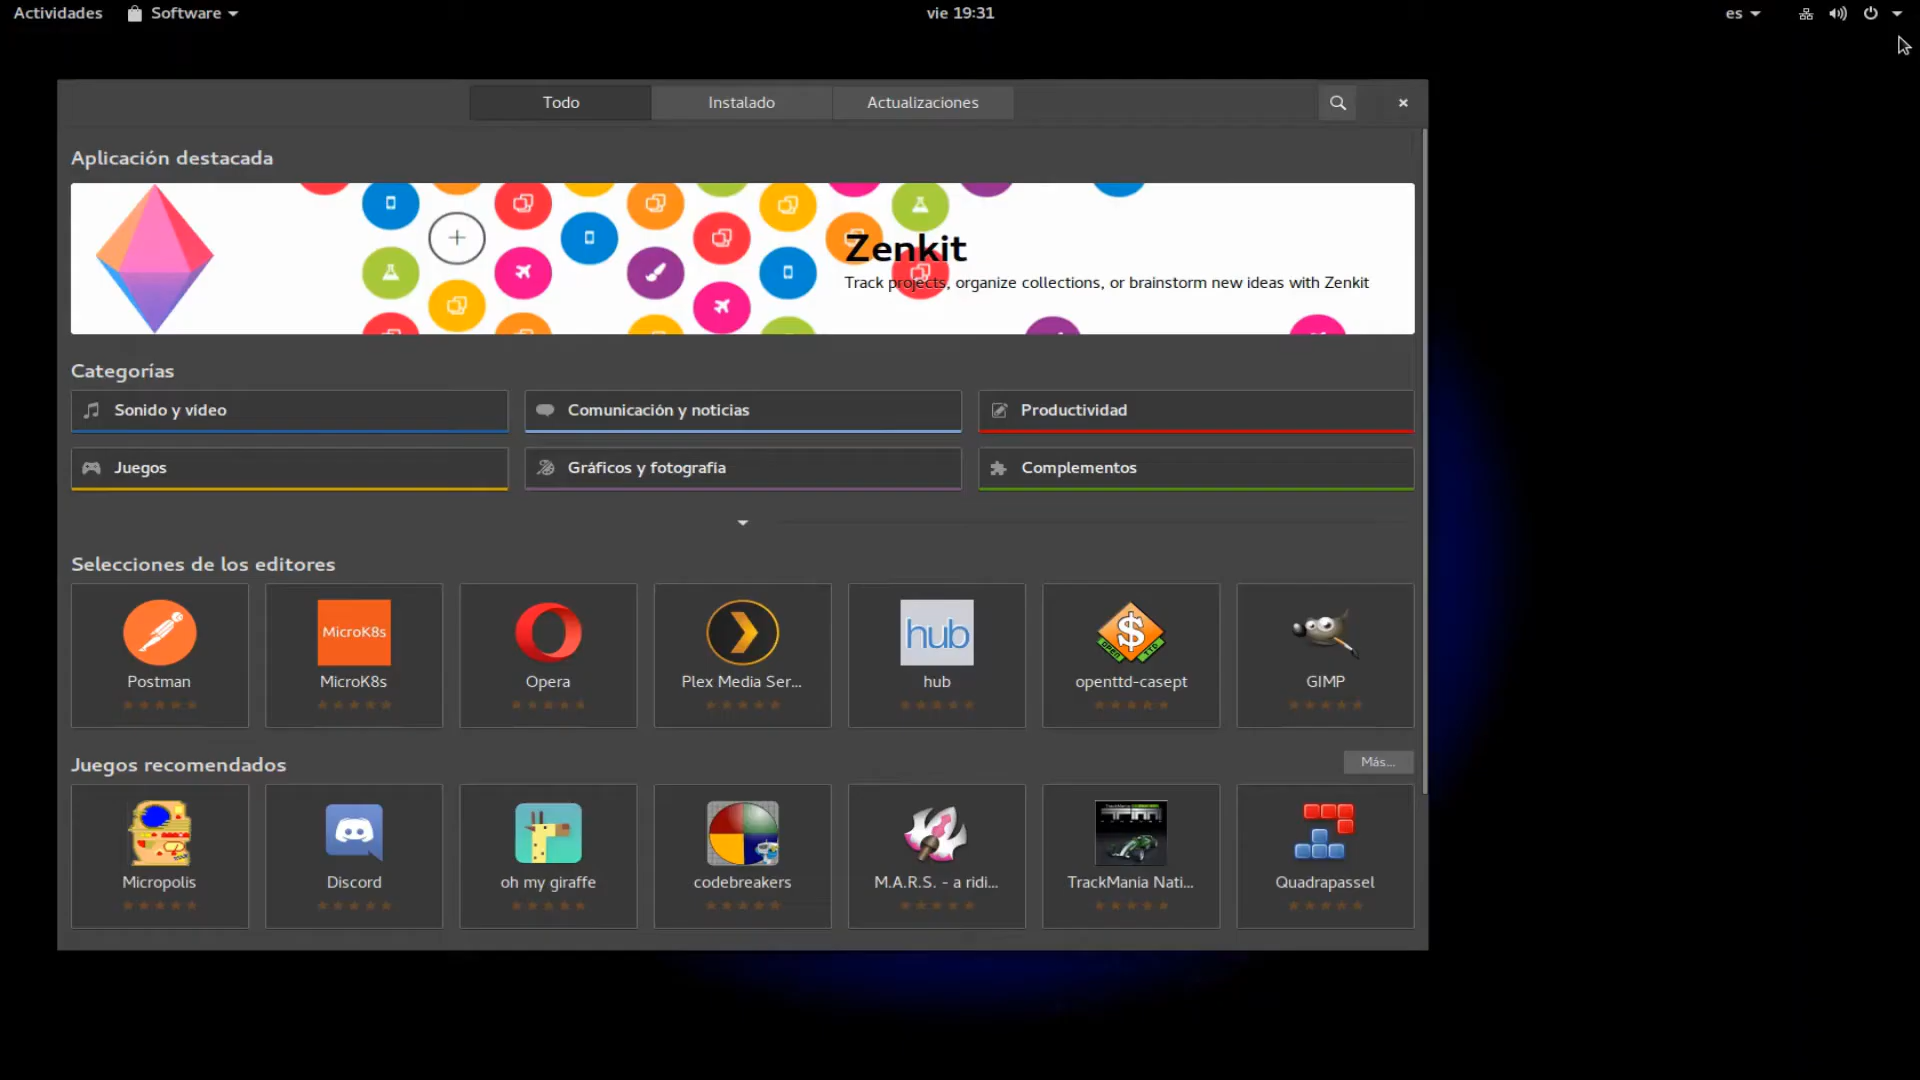 Actividades Software vie 19:31 es
Todo Instalado Actualizaciones
Aplicación destacada
Zenkit
Track projects, organize collections, or brainstorm new ideas with Zenkit
Categorías
Sonido y vídeo Comunicación y noticias Productividad
Juegos Gráficos y fotografía Complementos
Selecciones de los editores
MicroK8s hub
Postman MicroK8s Opera Plex Media Ser... hub openttd-casept GIMP
Juegos recomendados Más...
Micropolis Discord oh my giraffe codebreakers M.A.R.S. - a ridi... TrackMania Nati... Quadrapassel